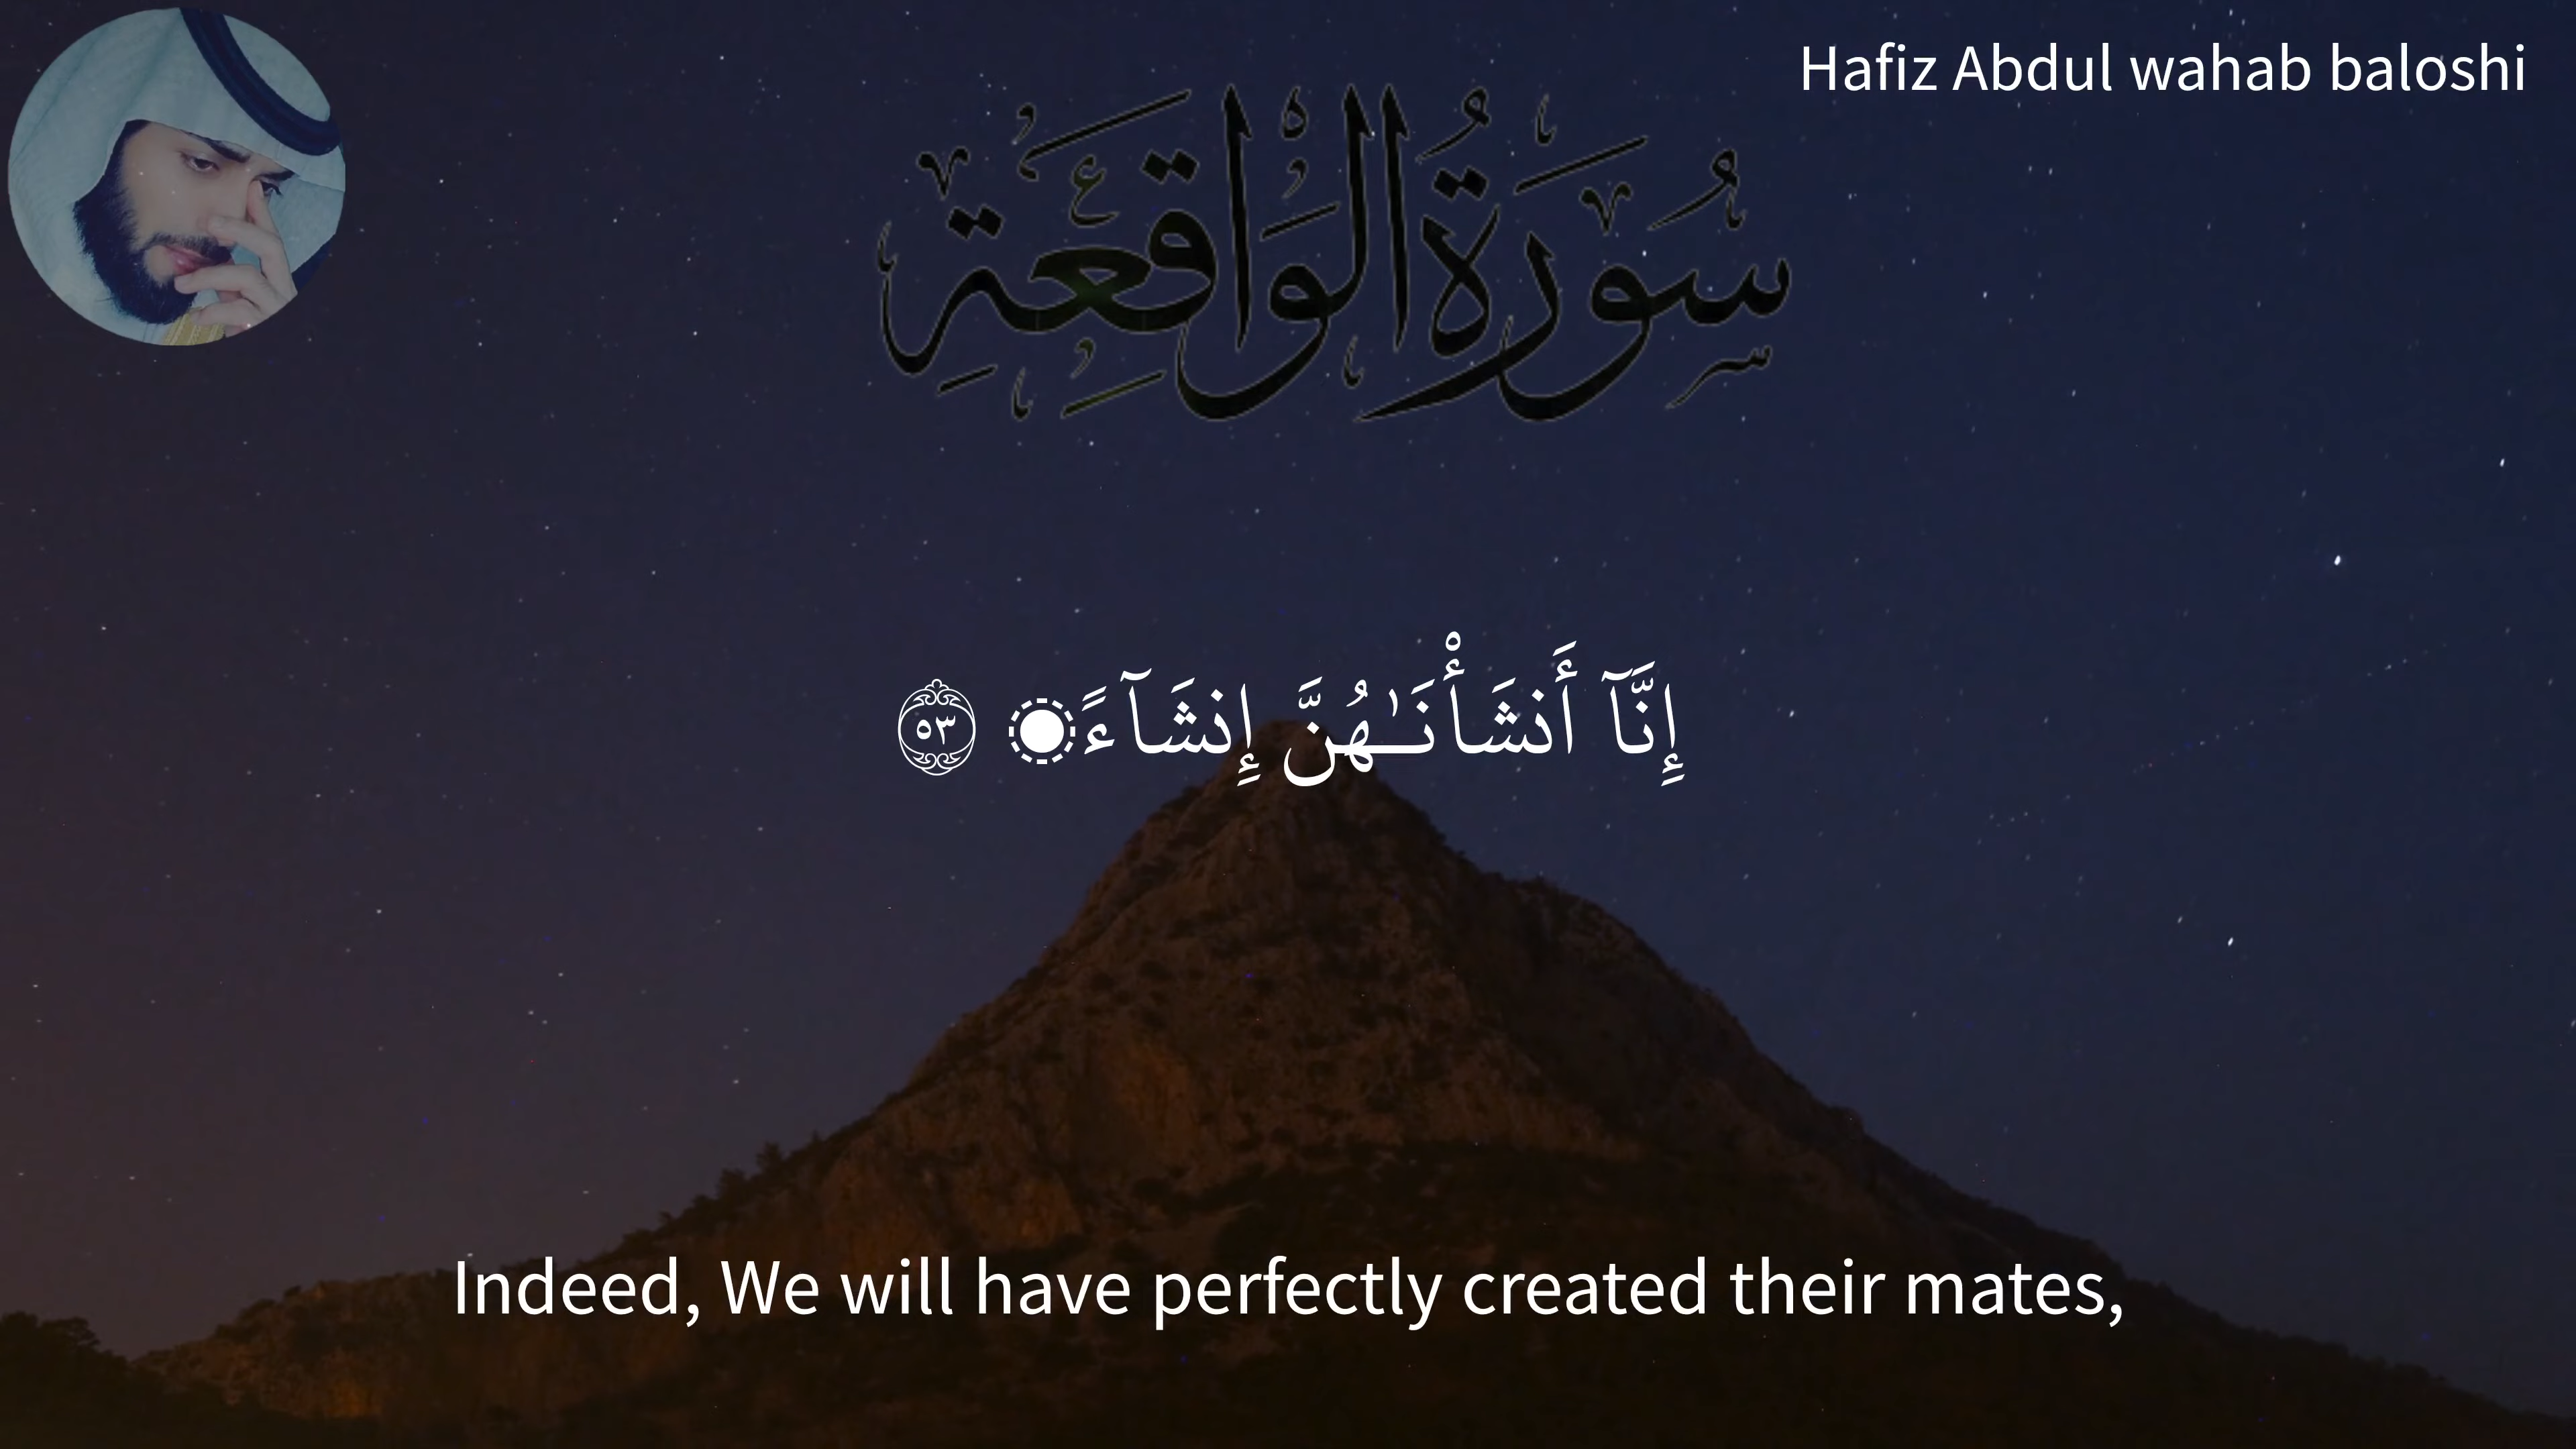 Hafiz Abdul wahab baloshi
سُورَةُ الوَاقِعَةِ
إِنَّآ أَنشَأْنَـٰهُنَّ إِنشَآءًۭ ٥٣
Indeed, We will have perfectly created their mates,